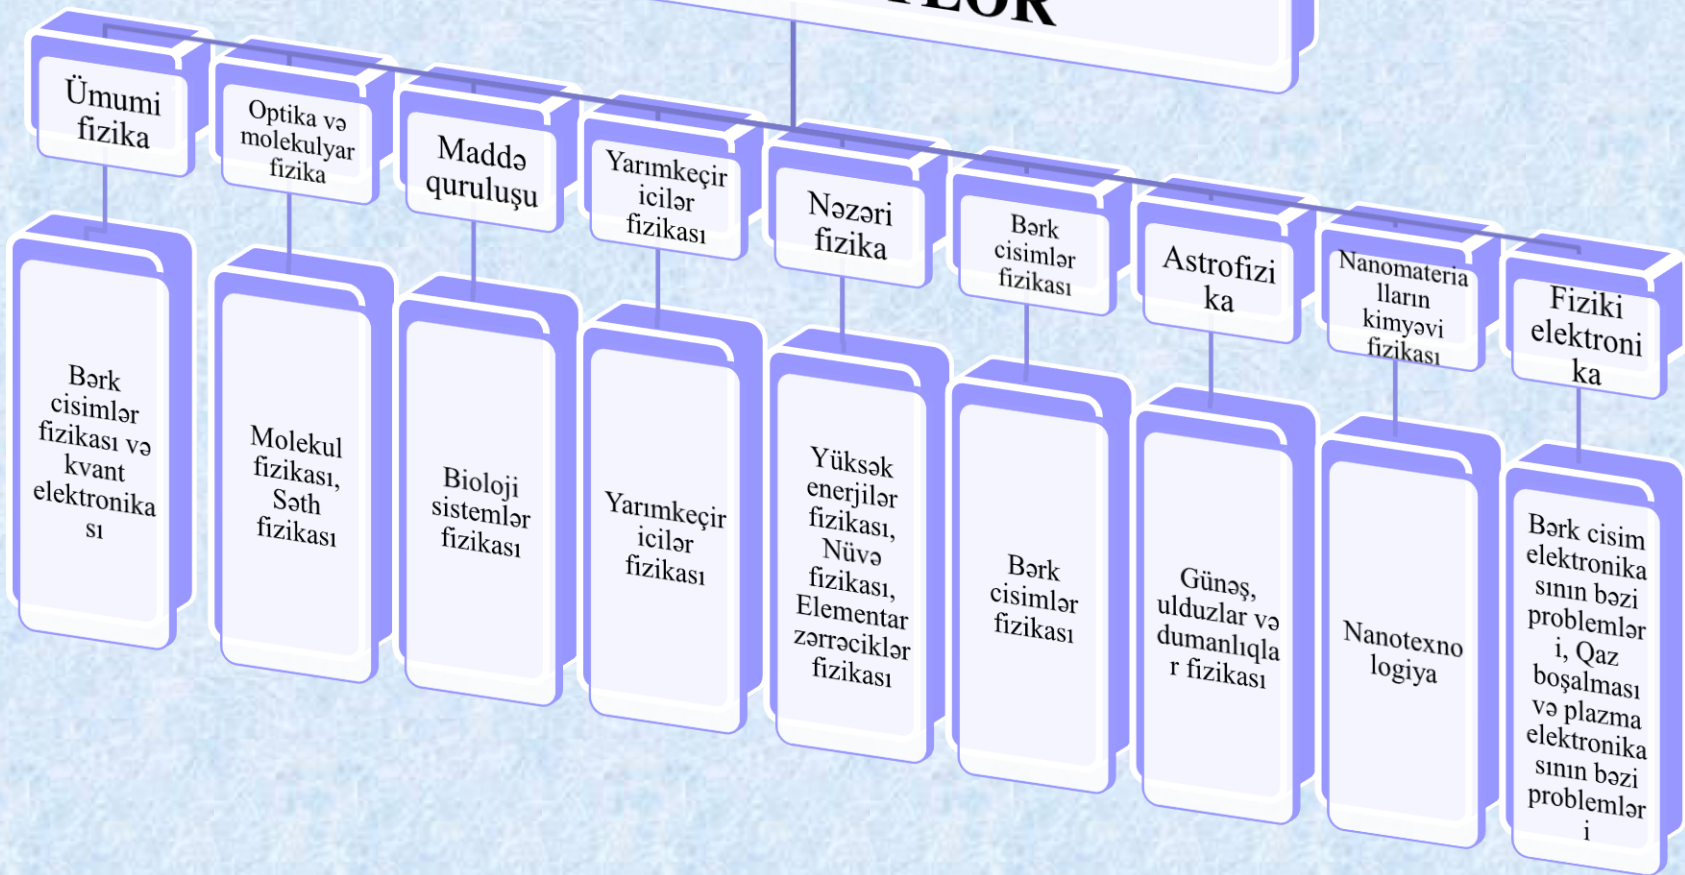 Ümumi
fizika
Optika və
molekulyar
fizika
Maddə
quruluşu
Yarımkeçir
icilər
fizikası
Nəzəri
fizika
Bərk
cisimlər
fizikası
Astrofizi
ka
Nanomateria
lların
kimyəvi
fizikası
Fiziki
elektroni
ka
Bərk
cisimlər
fizikası və
kvant
elektronika
sı
Molekul
fizikası,
Səth
fizikası
Bioloji
sistemlər
fizikası
Yarımkeçir
icilər
fizikası
Yüksək
enerjilər
fizikası,
Nüvə
fizikası,
Elementar
zərrəciklər
fizikası
Bərk
cisimlər
fizikası
Günəş,
ulduzlar və
dumanlıqla
r fizikası
Nanotexno
logiya
Bərk cisim
elektronika
sının bəzi
problemlər
i, Qaz
boşalması
və plazma
elektronika
sının bəzi
problemlər
i